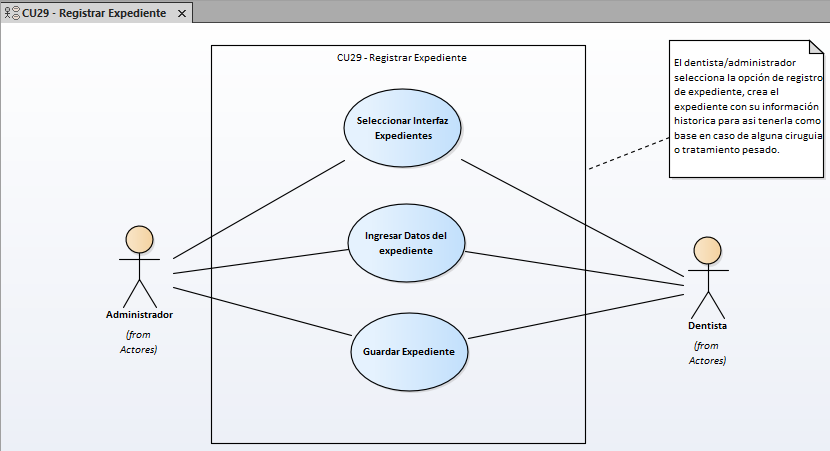 CU29 - Registrar Expediente
CU29 - Registrar Expediente
El dentista/administrador
selecciona la opción de registro
de expediente, crea el
expediente con su información
historica para asi tenerla como
base en caso de alguna ciruguia
o tratamiento pesado.
Seleccionar Interfaz
Expedientes
Ingresar Datos del
expediente
Guardar Expediente
Administrador
(from
Actores)
Dentista
(from
Actores)